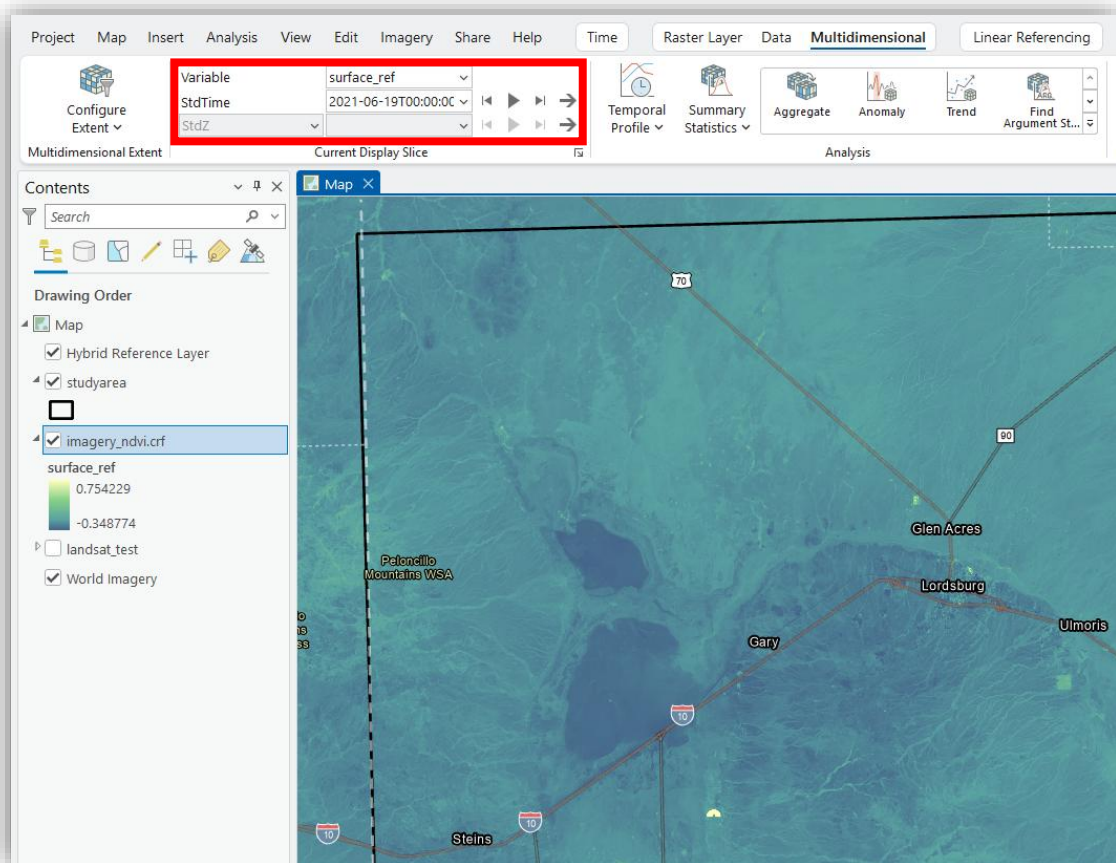 Project Map Insert Analysis View Edit Imagery Share Help Time Raster Layer Data Multidimensional Linear Referencing
Configure
Extent
Multidimensional Extent
Variable surface_ref
StdTime 2021-06-19T00:00:0C
StdZ
Current Display Slice
Temporal
Profile
Summary
Statistics
Aggregate
Anomaly
Trend
ARG
Find
Argument St...
Analysis
Contents
Search
Drawing Order
Map
Hybrid Reference Layer
studyarea
imagery_ndvi.crf
surface_ref
0.754229
-0.348774
landsat_test
World Imagery
Map
70
90
Glen Acres
Peloncillo
Mountains WSA
Lordsburg
Ulmoris
Gary
10
10
Steins
10